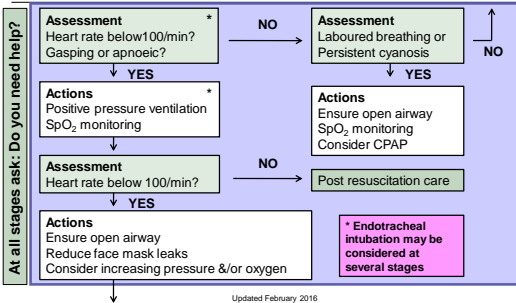 At all stages ask: Do you need help?
Assessment *
Heart rate below100/min?
Gasping or apnoeic?
NO
Assessment
Laboured breathing or
Persistent cyanosis
NO
YES
YES
Actions *
Positive pressure ventilation
SpO₂ monitoring
Actions
Ensure open airway
SpO₂ monitoring
Consider CPAP
Assessment
Heart rate below 100/min?
NO
Post resuscitation care
YES
Actions
Ensure open airway
Reduce face mask leaks
Consider increasing pressure &/or oxygen
* Endotracheal
intubation may be
considered at
several stages
Updated February 2016